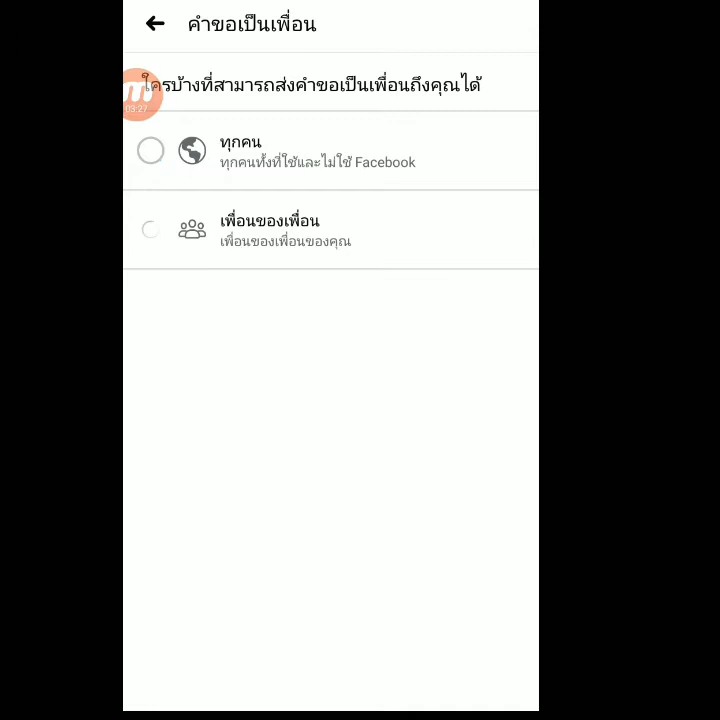 คำขอเป็นเพื่อน
ใครบ้างที่สามารถส่งคำขอเป็นเพื่อนถึงคุณได้
03:27
ทุกคน
ทุกคนทั้งที่ใช้และไม่ใช้ Facebook
เพื่อนของเพื่อน
เพื่อนของเพื่อนของคุณ